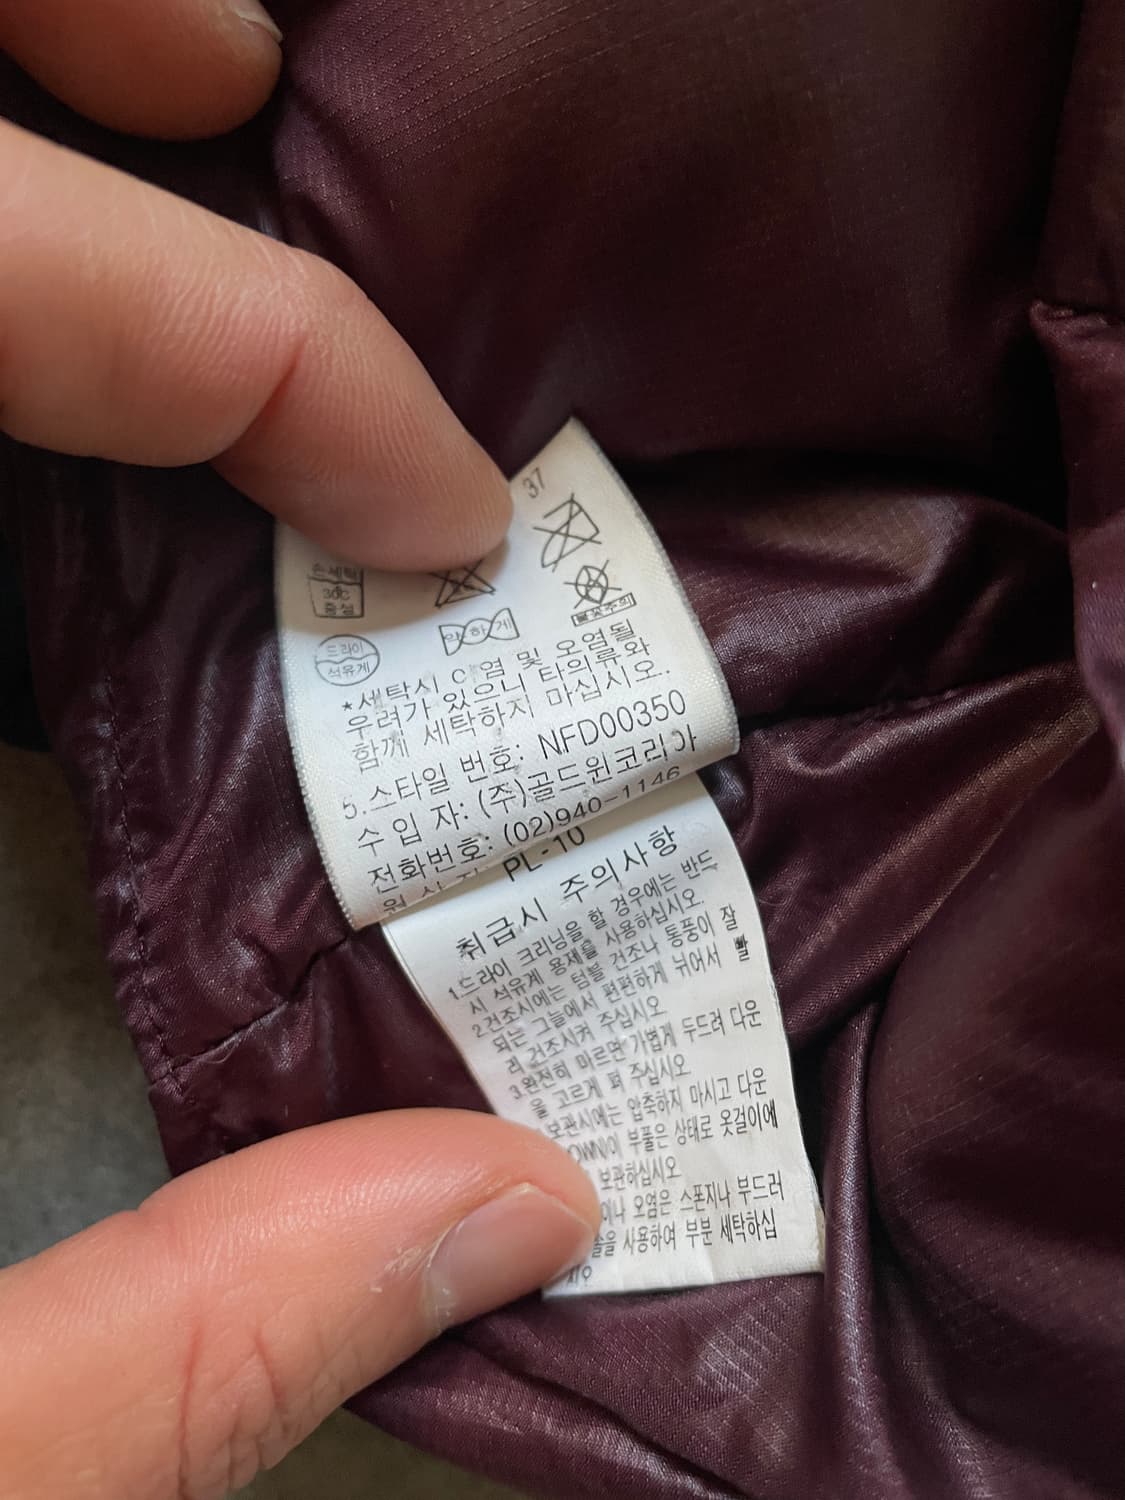 37
손세탁
30C
중성
약하게
불꽃주의
드라이
석유계
*세탁시 염 및 오염될
우려가 있으니 타의류와
함께 세탁하지 마십시오.
5.스타일 번호: NFD00350
수 입 자: (주)골드윈코리아
전화번호: (02)940-1146
원
PL-10
취급시 주의사항
1.드라이 크리닝을 할 경우에는 반드
시 석유계 용제를 사용하십시오.
2.건조시에는 텀블 건조나 통풍이 잘
되는 그늘에서 편편하게 뉘어서 빨
리 건조시켜 주십시오
3.완전히 마르면 가볍게 두드려 다운
을 고르게 펴 주십시오
보관시에는 압축하지 마시고 다운
OWN)이 부풀은 상태로 옷걸이에
보관하십시오
이나 오염은 스폰지나 부드러
솔을 사용하여 부분 세탁하십
시오